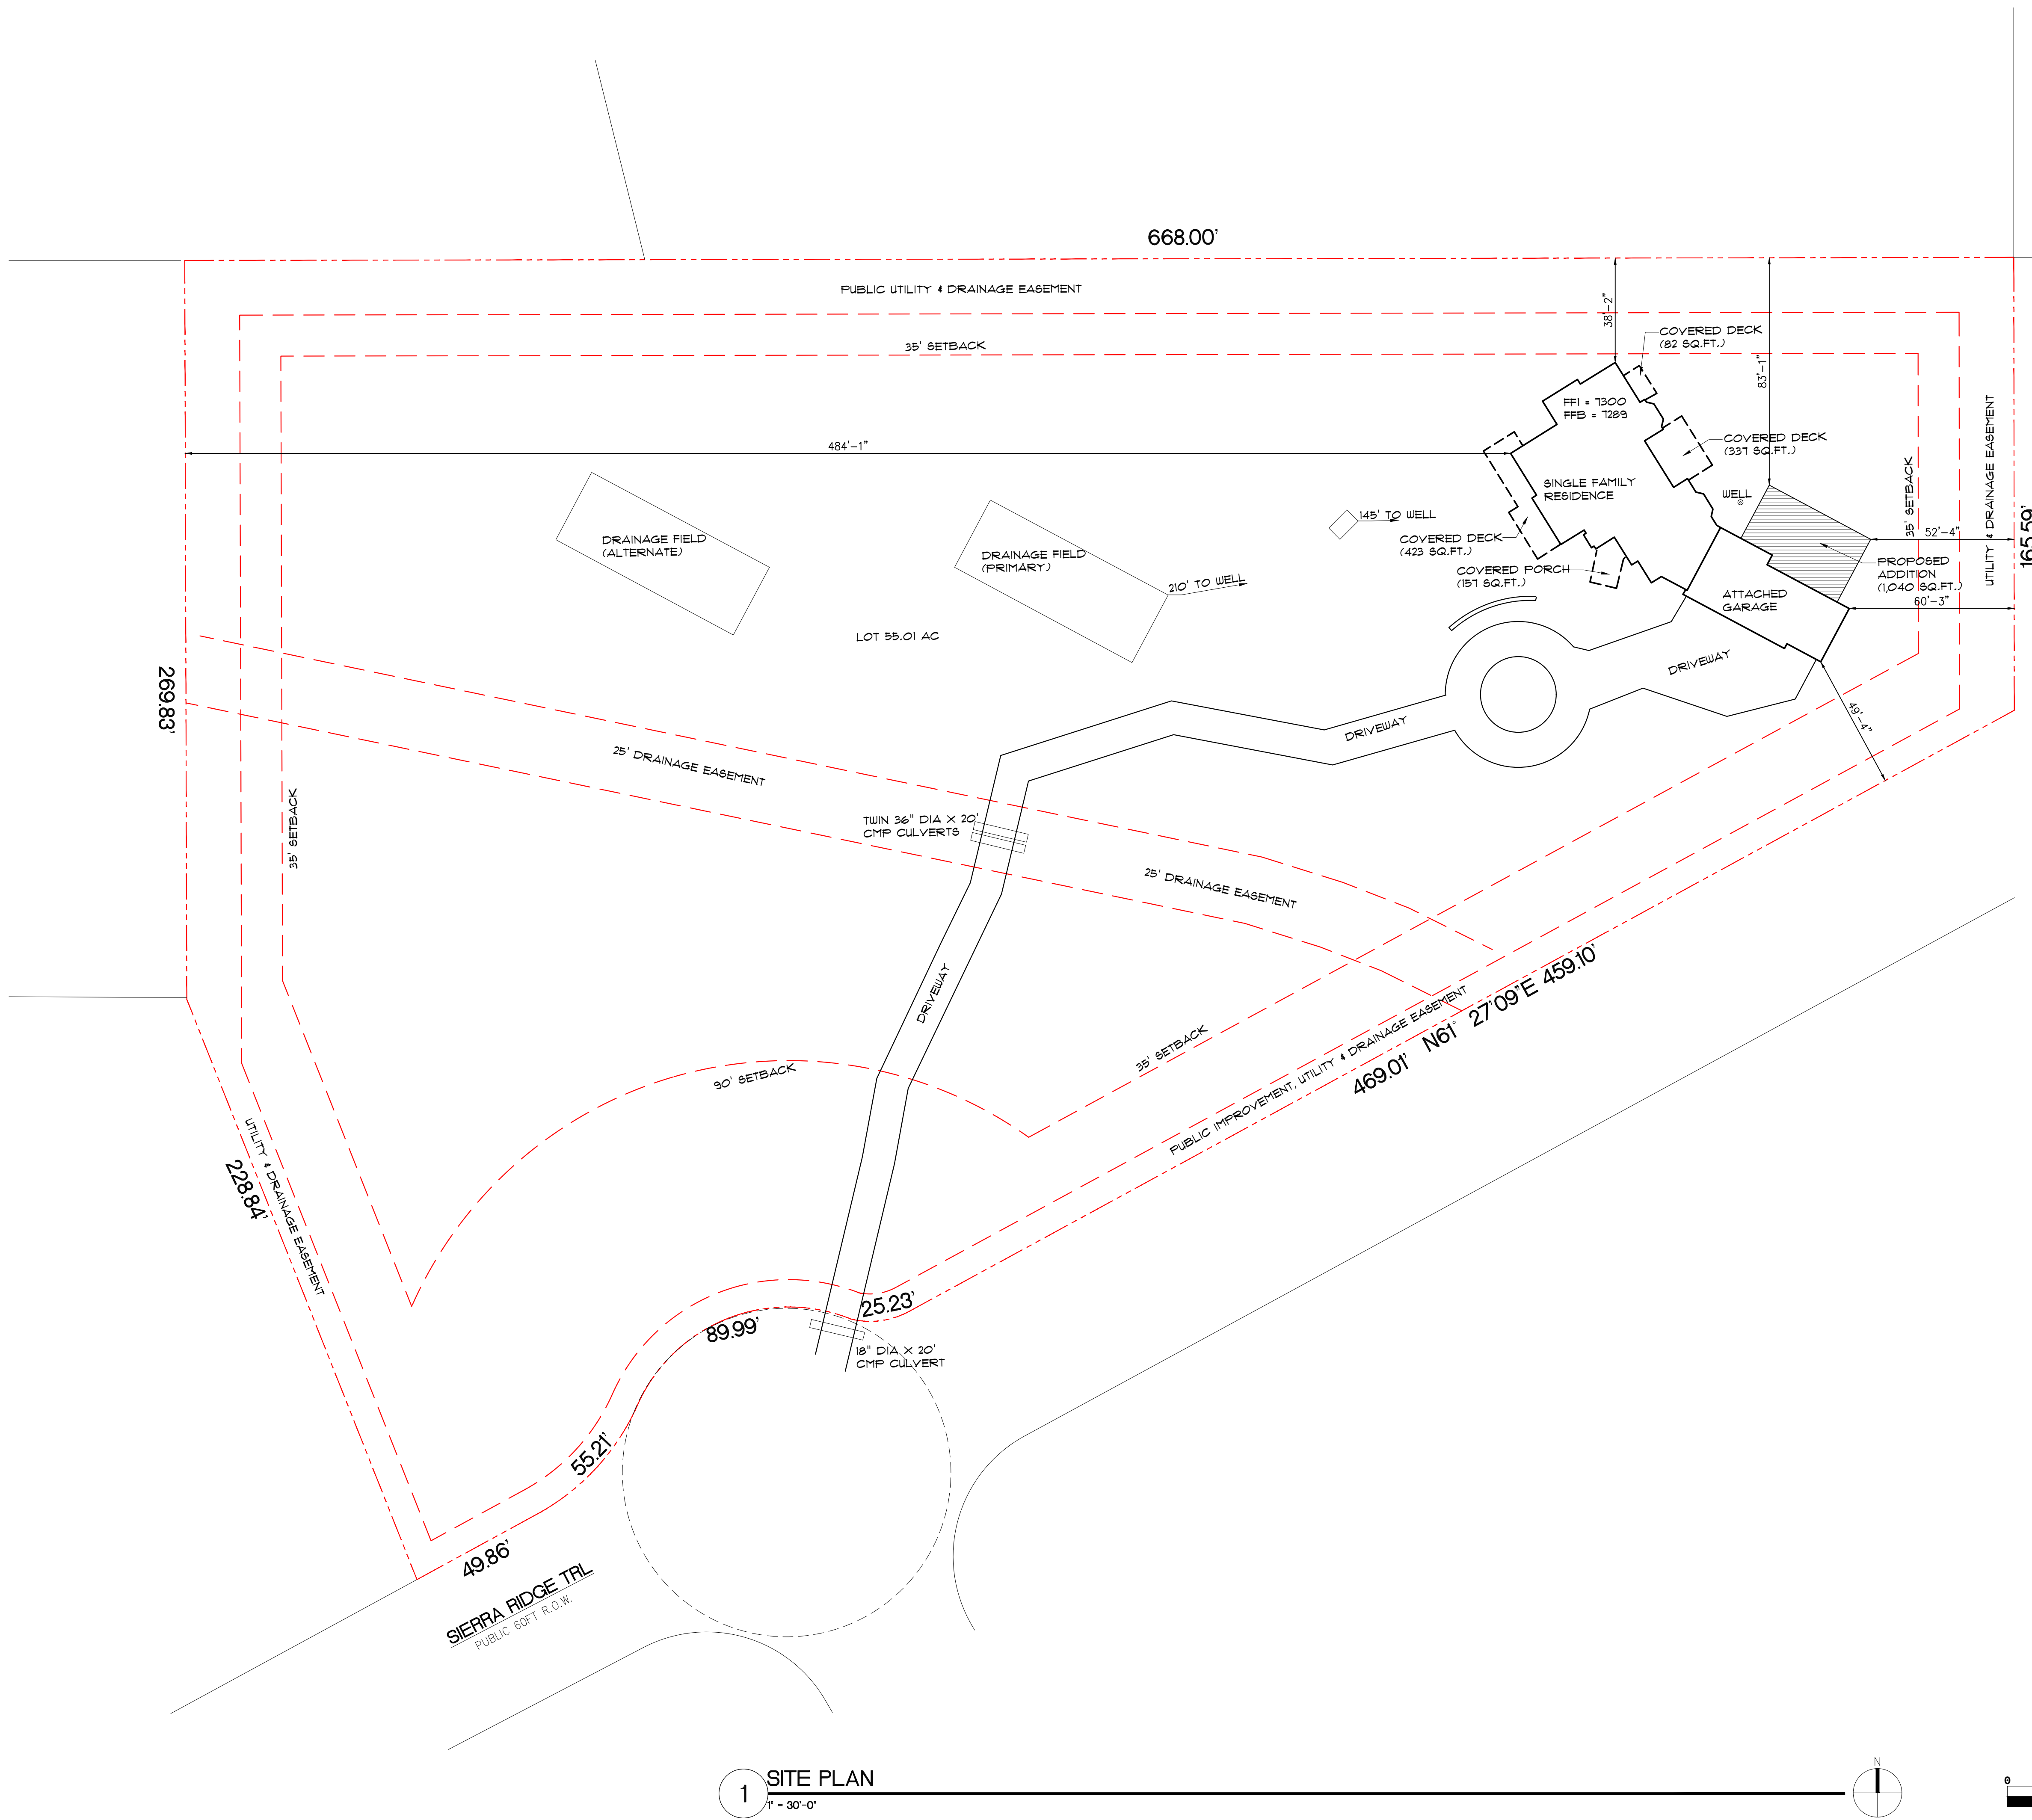 668.00'
PUBLIC UTILITY & DRAINAGE EASEMENT
35' SETBACK
38'-2"
83'-1"
COVERED DECK
(82 SQ.FT.)
FF1 = 7300
FFB = 7289
484'-1"
COVERED DECK
(337 SQ.FT.)
SINGLE FAMILY
RESIDENCE
WELL
35' SETBACK
UTILITY & DRAINAGE EASEMENT
165.59'
145' TO WELL
COVERED DECK
(423 SQ.FT.)
52'-4"
DRAINAGE FIELD
(ALTERNATE)
DRAINAGE FIELD
(PRIMARY)
210' TO WELL
COVERED PORCH
(157 SQ.FT.)
PROPOSED
ADDITION
(1,040 SQ.FT.)
60'-3"
ATTACHED
GARAGE
LOT 55.01 AC
DRIVEWAY
269.83'
49'-4"
DRIVEWAY
25' DRAINAGE EASEMENT
35' SETBACK
TWIN 36" DIA X 20'
CMP CULVERTS
25' DRAINAGE EASEMENT
DRIVEWAY
469.01' N61° 27'09"E 459.10'
PUBLIC IMPROVEMENT, UTILITY & DRAINAGE EASEMENT
35' SETBACK
90' SETBACK
UTILITY & DRAINAGE EASEMENT
228.84'
25.23'
89.99'
18" DIA X 20'
CMP CULVERT
55.21'
49.86'
SIERRA RIDGE TRL
PUBLIC 60FT R.O.W.
N
1
SITE PLAN
1" = 30'-0"
0